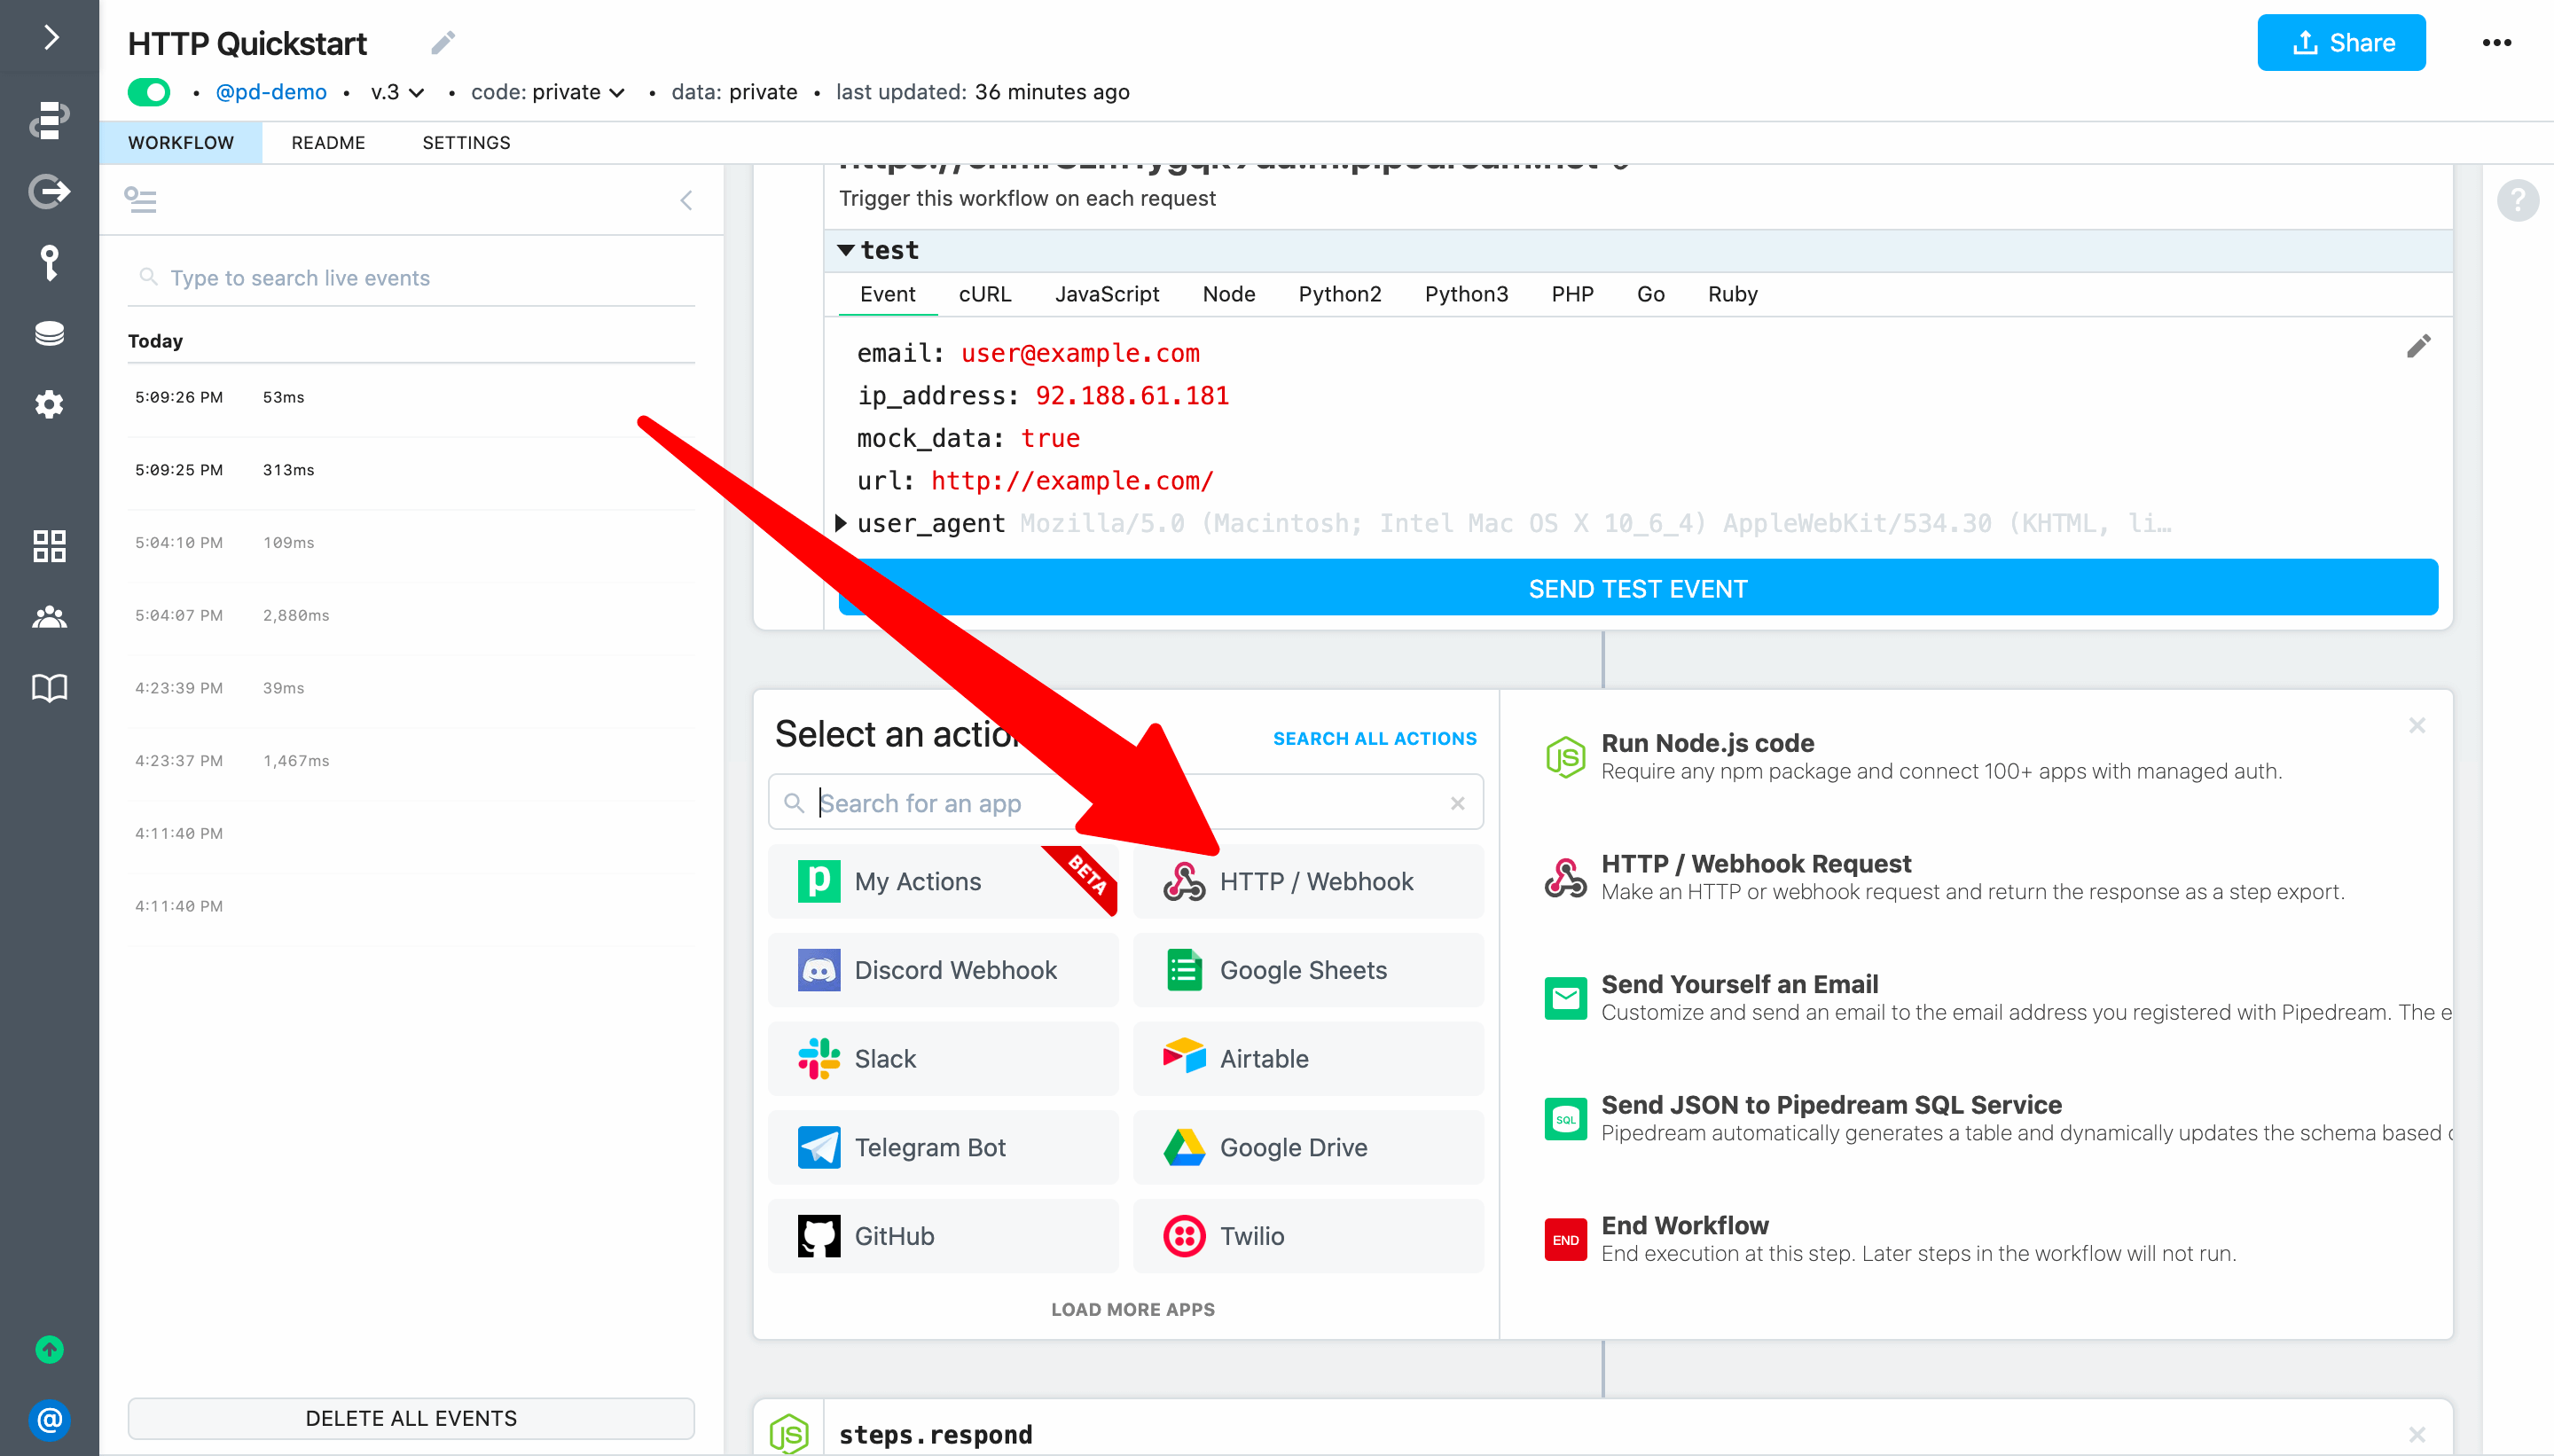 HTTP Quickstart
Share
• @pd-demo • v.3 • code: private • data: private • last updated: 36 minutes ago
WORKFLOW README SETTINGS
Trigger this workflow on each request
Type to search live events
Today
5:09:26 PM 53ms
5:09:25 PM 313ms
5:04:10 PM 109ms
5:04:07 PM 2,880ms
4:23:39 PM 39ms
4:23:37 PM 1,467ms
4:11:40 PM
4:11:40 PM
DELETE ALL EVENTS
test
Event cURL JavaScript Node Python2 Python3 PHP Go Ruby
email: user@example.com
ip_address: 92.188.61.181
mock_data: true
url: http://example.com/
user_agent Mozilla/5.0 (Macintosh; Intel Mac OS X 10_6_4) AppleWebKit/534.30 (KHTML, li…
SEND TEST EVENT
Select an action
SEARCH ALL ACTIONS
Search for an app
My Actions
BETA
HTTP / Webhook
Discord Webhook
Google Sheets
Slack
Airtable
Telegram Bot
Google Drive
GitHub
Twilio
LOAD MORE APPS
Run Node.js code
Require any npm package and connect 100+ apps with managed auth.
HTTP / Webhook Request
Make an HTTP or webhook request and return the response as a step export.
Send Yourself an Email
Customize and send an email to the email address you registered with Pipedream. The e
SQL
Send JSON to Pipedream SQL Service
Pipedream automatically generates a table and dynamically updates the schema based
END
End Workflow
End execution at this step. Later steps in the workflow will not run.
JS
steps.respond